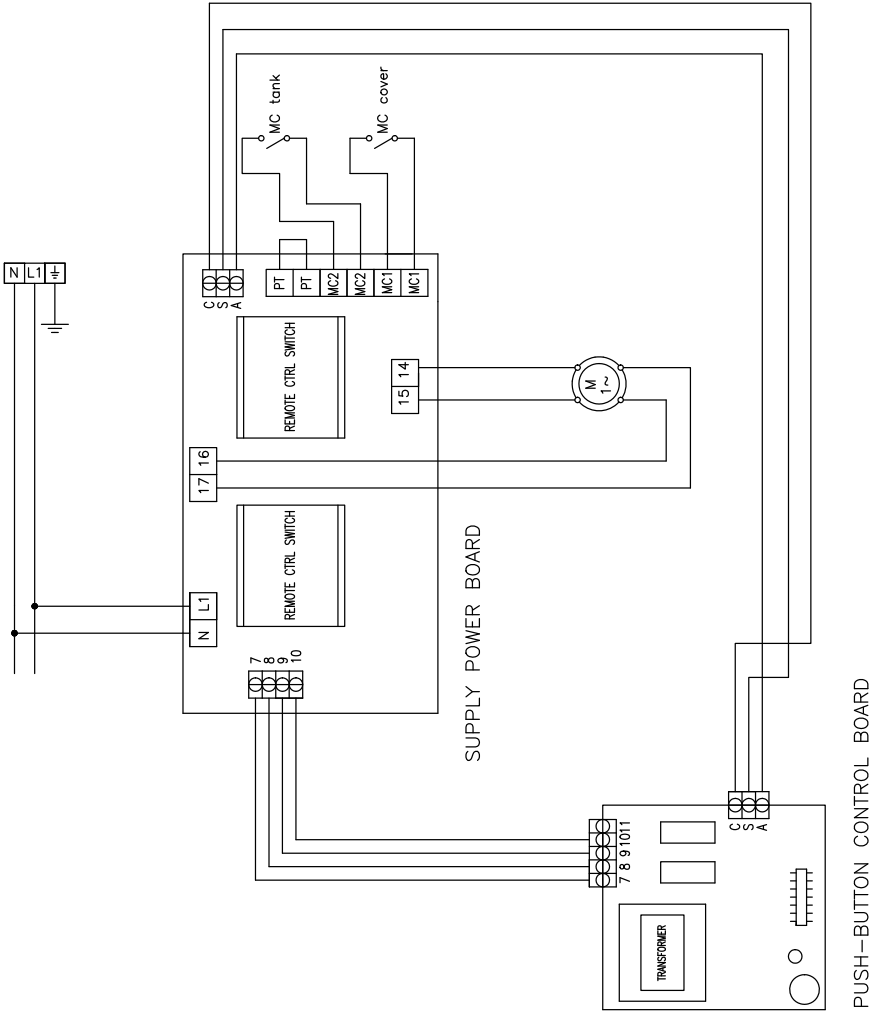 N L1
C
S
A
MC tank
MC cover
PT
PT
MC2
MC2
MC1
MC1
REMOTE CTRL SWITCH
15 14
M
1~
17 16
REMOTE CTRL SWITCH
N L1
7
8
9
10
SUPPLY POWER BOARD
7 8 9 10 11
C
S
A
TRANSFORMER
PUSH-BUTTON CONTROL BOARD